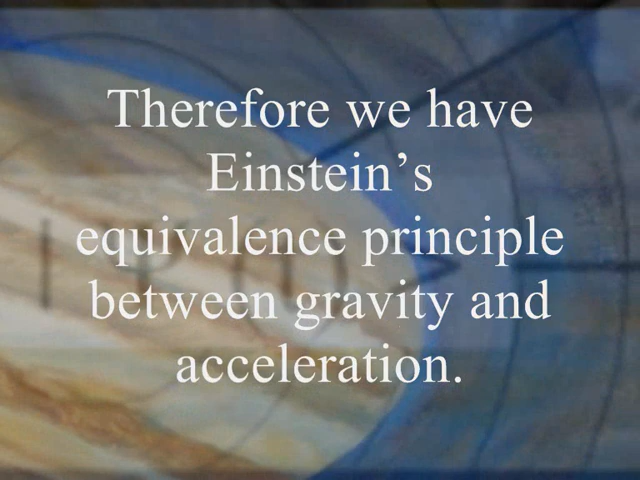 Therefore we have
Einstein’s
equivalence principle
between gravity and
acceleration.